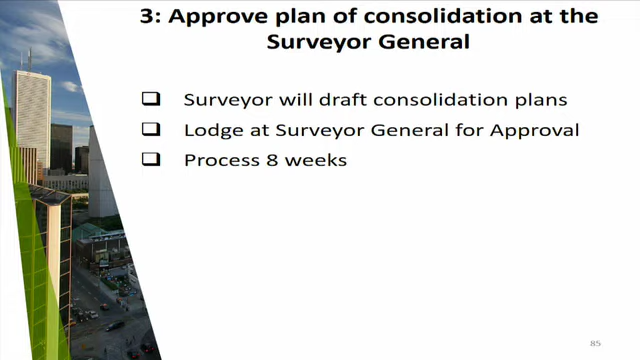 3: Approve plan of consolidation at the
Surveyor General
❑ Surveyor will draft consolidation plans
❑ Lodge at Surveyor General for Approval
❑ Process 8 weeks
85